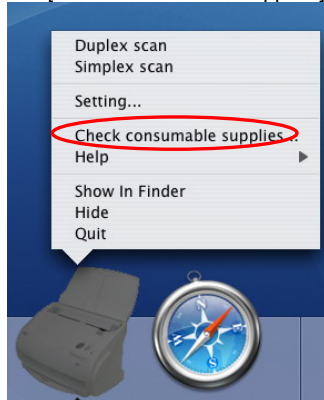 Duplex scan
Simplex scan
Setting...
Check consumable supplies...
Help
Show In Finder
Hide
Quit